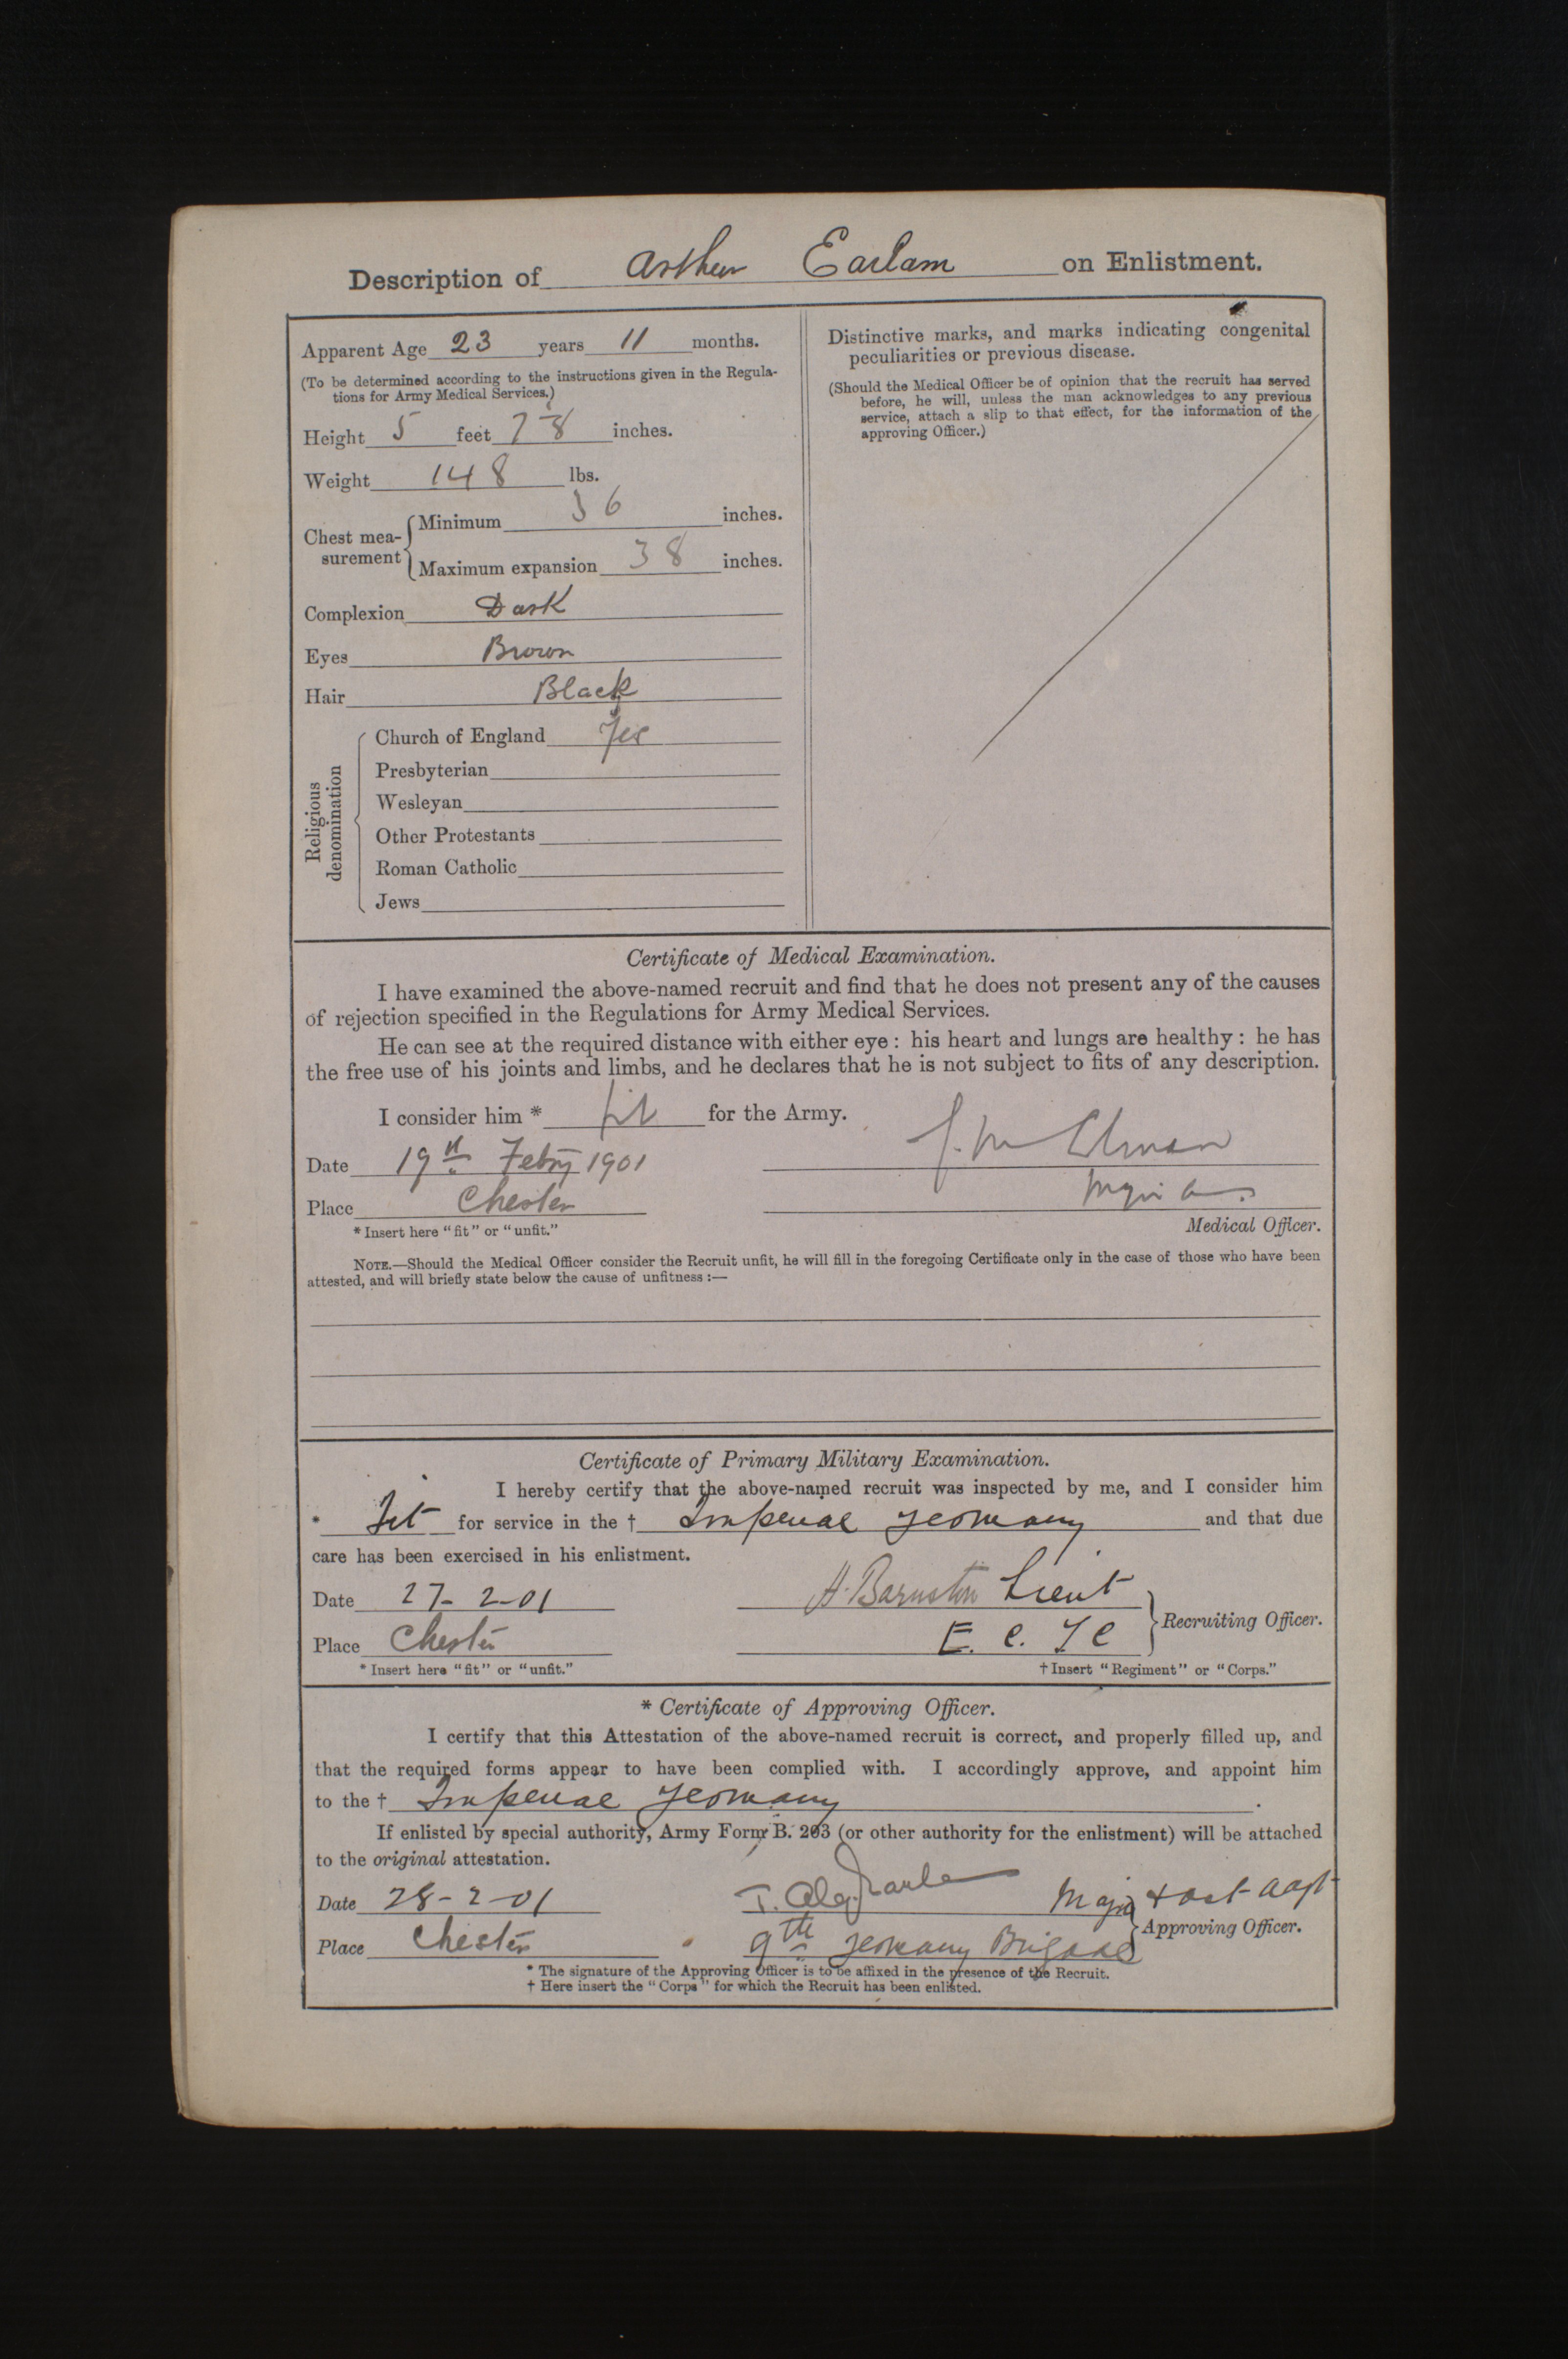 Description of Arthur Earlam on Enlistment.
Apparent Age 23 years 11 months.
(To be determined according to the instructions given in the Regula-
tions for Army Medical Services.)
Height 5 feet 7 inches.
Weight 148 lbs.
Chest mea-
surement
Minimum 36 inches.
Maximum expansion 38 inches.
Complexion Dark
Eyes Brown
Hair Black
Religious
denomination
Church of England Yes
Presbyterian
Wesleyan
Other Protestants
Roman Catholic
Jews
Distinctive marks, and marks indicating congenital
peculiarities or previous disease.
(Should the Medical Officer be of opinion that the recruit has served
before, he will, unless the man acknowledges to any previous
service, attach a slip to that effect, for the information of the
approving Officer.)
Certificate of Medical Examination.
I have examined the above-named recruit and find that he does not present any of the causes
of rejection specified in the Regulations for Army Medical Services.
He can see at the required distance with either eye : his heart and lungs are healthy : he has
the free use of his joints and limbs, and he declares that he is not subject to fits of any description.
I consider him * fit for the Army.
Date 19th Febry 1901
Place Chester
* Insert here "fit" or "unfit."
Medical Officer.
NOTE.—Should the Medical Officer consider the Recruit unfit, he will fill in the foregoing Certificate only in the case of those who have been
attested, and will briefly state below the cause of unfitness :—
Certificate of Primary Military Examination.
I hereby certify that the above-named recruit was inspected by me, and I consider him
* Fit for service in the † Imperial Yeomanry and that due
care has been exercised in his enlistment.
Date 27-2-01 H. Barnston Lieut
Place Chester E. C. Y C Recruiting Officer.
* Insert here "fit" or "unfit." † Insert "Regiment" or "Corps."
* Certificate of Approving Officer.
I certify that this Attestation of the above-named recruit is correct, and properly filled up, and
that the required forms appear to have been complied with. I accordingly approve, and appoint him
to the † Imperial Yeomanry.
If enlisted by special authority, Army Form B. 203 (or other authority for the enlistment) will be attached
to the original attestation.
Date 28-2-01 Major
Place Chester 9th Yeomanry Brigade Approving Officer.
* The signature of the Approving Officer is to be affixed in the presence of the Recruit.
† Here insert the "Corps" for which the Recruit has been enlisted.